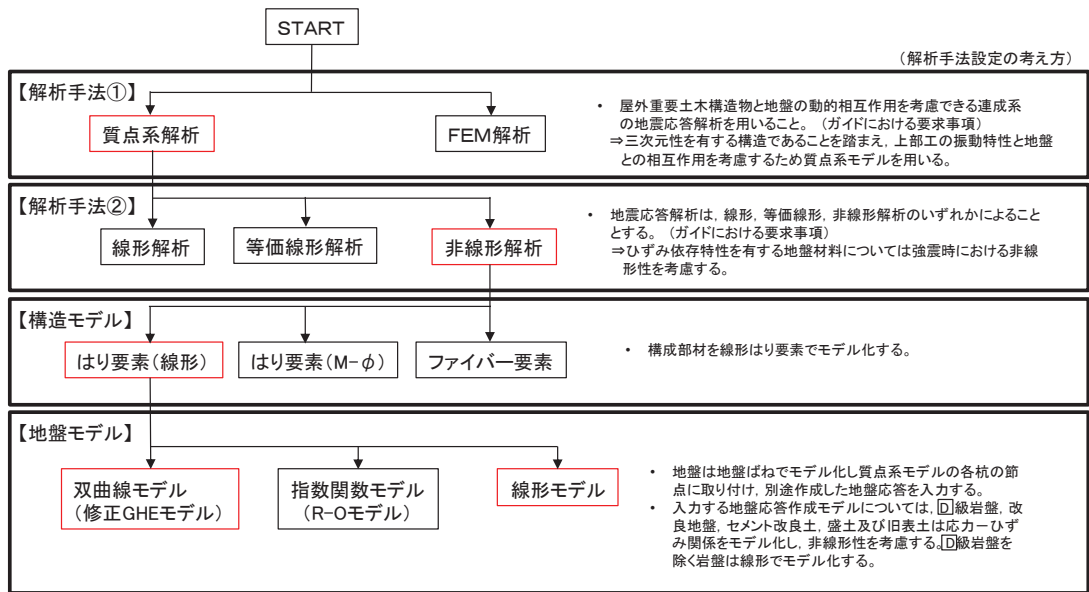 START
(解析手法設定の考え方)
【解析手法①】
質点系解析
FEM解析
・ 屋外重要土木構造物と地盤の動的相互作用を考慮できる連成系
の地震応答解析を用いること。(ガイドにおける要求事項)
⇒三次元性を有する構造であることを踏まえ，上部工の振動特性と地盤
との相互作用を考慮するため質点系モデルを用いる。
【解析手法②】
線形解析
等価線形解析
非線形解析
・ 地震応答解析は，線形，等価線形，非線形解析のいずれかによること
とする。(ガイドにおける要求事項)
⇒ひずみ依存特性を有する地盤材料については強震時における非線
形性を考慮する。
【構造モデル】
はり要素(線形)
はり要素(M-φ)
ファイバー要素
・ 構成部材を線形はり要素でモデル化する。
【地盤モデル】
双曲線モデル
(修正GHEモデル)
指数関数モデル
(R-Oモデル)
線形モデル
・ 地盤は地盤ばねでモデル化し質点系モデルの各杭の節
点に取り付け，別途作成した地盤応答を入力する。
・ 入力する地盤応答作成モデルについては，D級岩盤，改
良地盤，セメント改良土，盛土及び旧表土は応力ーひず
み関係をモデル化し，非線形性を考慮する。D級岩盤を
除く岩盤は線形でモデル化する。